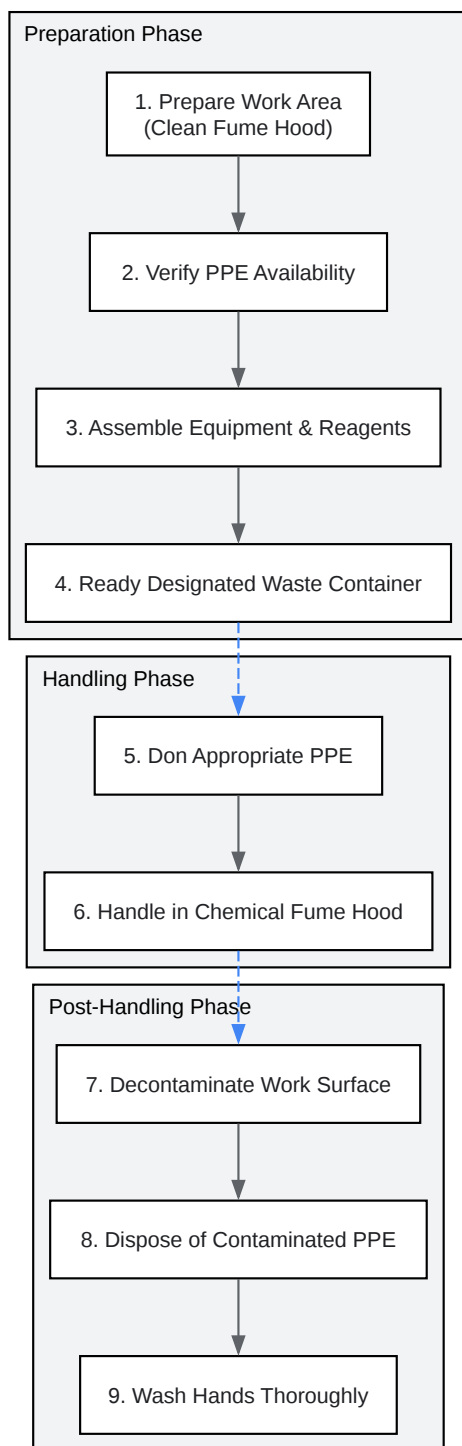 Preparation Phase
1. Prepare Work Area
(Clean Fume Hood)
2. Verify PPE Availability
3. Assemble Equipment & Reagents
4. Ready Designated Waste Container
Handling Phase
5. Don Appropriate PPE
6. Handle in Chemical Fume Hood
Post-Handling Phase
7. Decontaminate Work Surface
8. Dispose of Contaminated PPE
9. Wash Hands Thoroughly